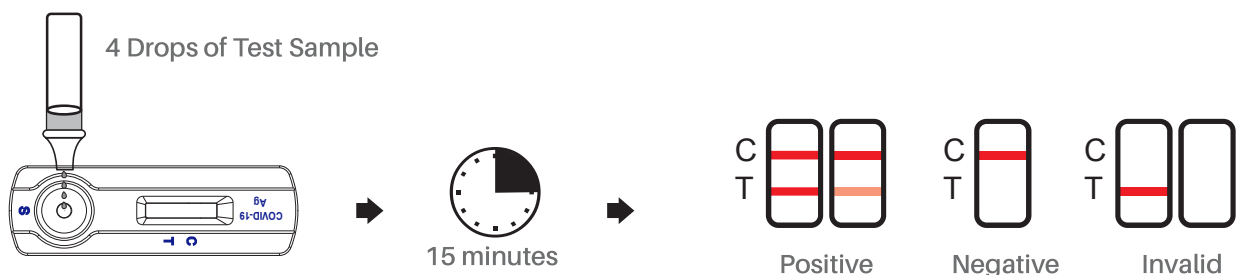 4 Drops of Test Sample
S
COVID-19
Ag
C T
15 minutes
C
T
Positive
C
T
Negative
C
T
Invalid